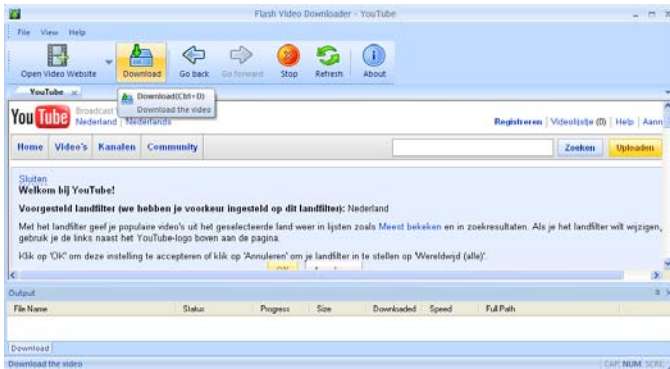 Flash Video Downloader - YouTube
File View Help
Open Video Website Download Go back Go forward Stop Refresh About
YouTube
Download(Ctrl+D)
Download the video
YouTube Broadcast
Nederland Nederlands
Registreren Videolijstje (0) Help Aanm
Home Video's Kanalen Community Zoeken Uploaden
Sluiten
Welkom bij YouTube!
Voorgesteld landfilter (we hebben je voorkeur ingesteld op dit landfilter): Nederland
Met het landfilter geef je populaire video's uit het geselecteerde land weer in lijsten zoals Meest bekeken en in zoekresultaten. Als je het landfilter wilt wijzigen,
gebruik je de links naast het YouTube-logo boven aan de pagina.
Klik op 'OK' om deze instelling te accepteren of klik op 'Annuleren' om je landfilter in te stellen op 'Wereldwijd (alle)'.
Output
File Name Status Progress Size Downloaded Speed Full Path
Download
Download the video CAP NUM SCRL